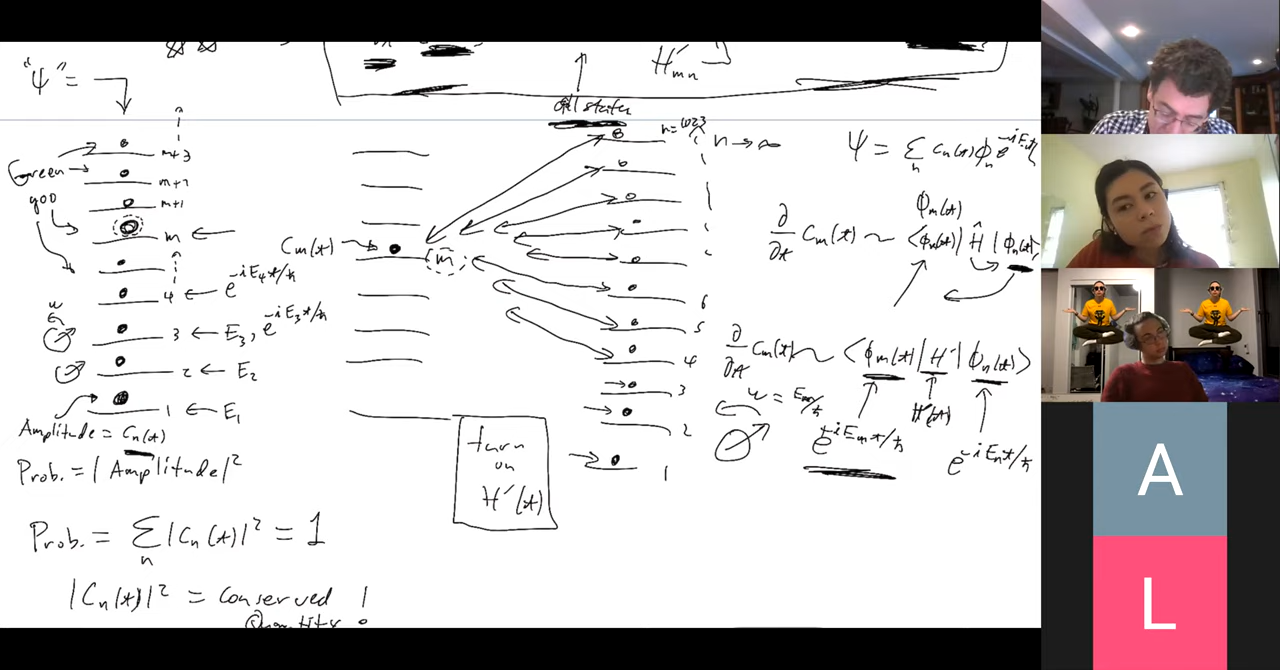 "Ψ" =
H'mn
All states
n=1023
n → ∞
Ψ = Σ Cn(t) ϕn e^-iEnt/ħ
n
m+3
Green →
m+2
goo
m+1
m ←
4 ← e^-iE4t/ħ
3 ← E3, e^-iE3t/ħ
2 ← E2
1 ← E1
Amplitude = Cn(t)
Prob. = | Amplitude |²
Prob. = Σ |Cn(t)|² = 1
n
|Cn(t)|² = conserved !
Quantity
Cm(t) →
m
6
5
4
3
2
1
turn
on
H'(t)
ϕm(t)
∂/∂t Cm(t) ~ <ϕn(t)| Ĥ |ϕn(t)>
∂/∂t Cm(t) ~ <ϕm(t)| H' |ϕn(t)>
ω = Em/ħ
H'(t)
e^-iEmt/ħ
e^-iEnt/ħ
A
L